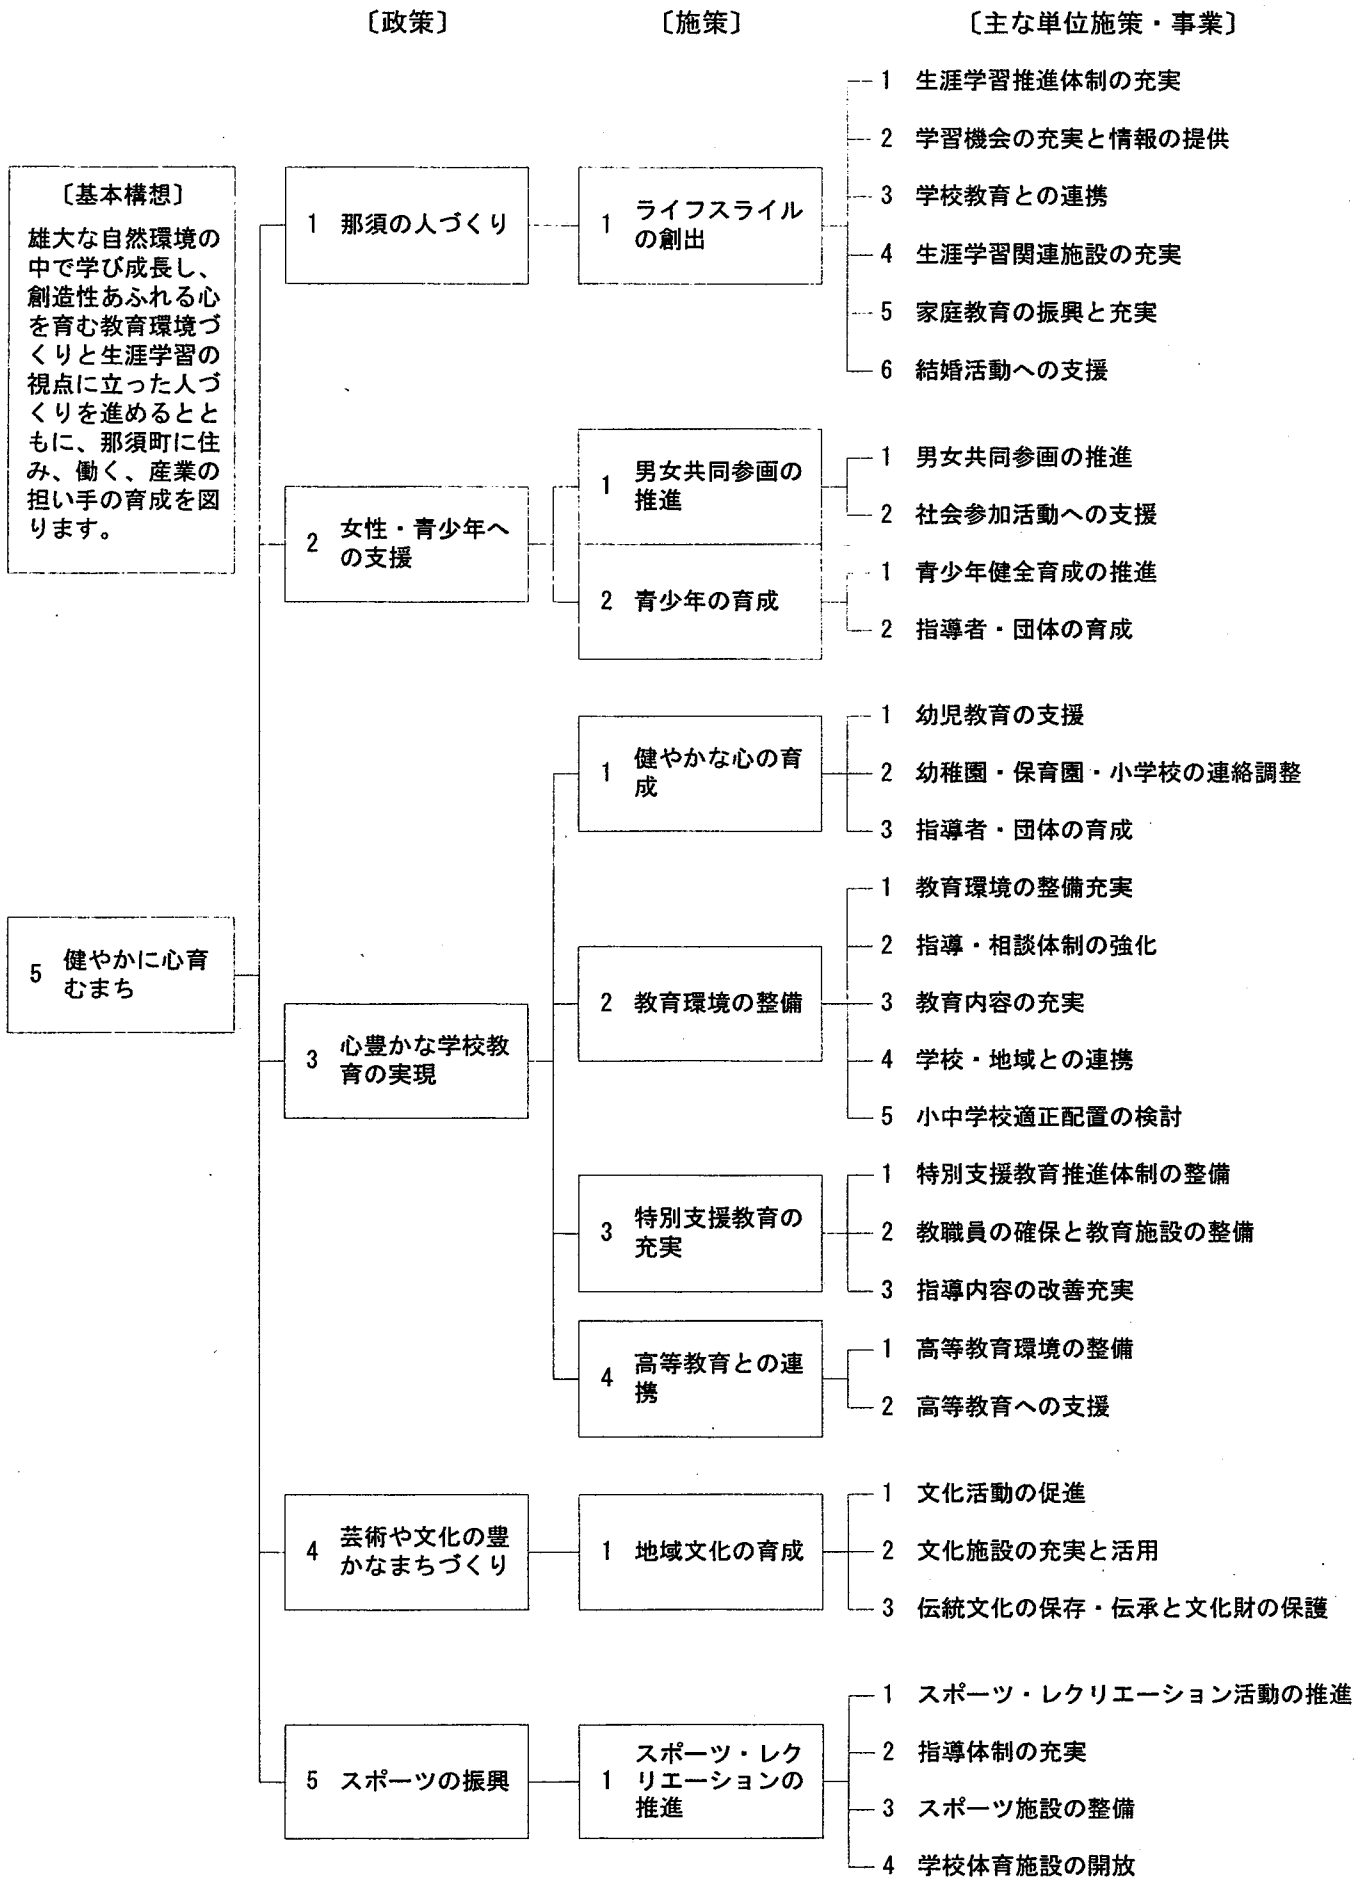 〔政策〕
〔施策〕
〔主な単位施策・事業〕
〔基本構想〕
雄大な自然環境の
中で学び成長し、
創造性あふれる心
を育む教育環境づ
くりと生涯学習の
視点に立った人づ
くりを進めるとと
もに、那須町に住
み、働く、産業の
担い手の育成を図
ります。
5 健やかに心育
むまち
1 那須の人づくり
1 ライフスライル
の創出
1 生涯学習推進体制の充実
2 学習機会の充実と情報の提供
3 学校教育との連携
4 生涯学習関連施設の充実
5 家庭教育の振興と充実
6 結婚活動への支援
2 女性・青少年へ
の支援
1 男女共同参画の
推進
1 男女共同参画の推進
2 社会参加活動への支援
2 青少年の育成
1 青少年健全育成の推進
2 指導者・団体の育成
3 心豊かな学校教
育の実現
1 健やかな心の育
成
1 幼児教育の支援
2 幼稚園・保育園・小学校の連絡調整
3 指導者・団体の育成
2 教育環境の整備
1 教育環境の整備充実
2 指導・相談体制の強化
3 教育内容の充実
4 学校・地域との連携
5 小中学校適正配置の検討
3 特別支援教育の
充実
1 特別支援教育推進体制の整備
2 教職員の確保と教育施設の整備
3 指導内容の改善充実
4 高等教育との連
携
1 高等教育環境の整備
2 高等教育への支援
4 芸術や文化の豊
かなまちづくり
1 地域文化の育成
1 文化活動の促進
2 文化施設の充実と活用
3 伝統文化の保存・伝承と文化財の保護
5 スポーツの振興
1 スポーツ・レク
リエーションの
推進
1 スポーツ・レクリエーション活動の推進
2 指導体制の充実
3 スポーツ施設の整備
4 学校体育施設の開放